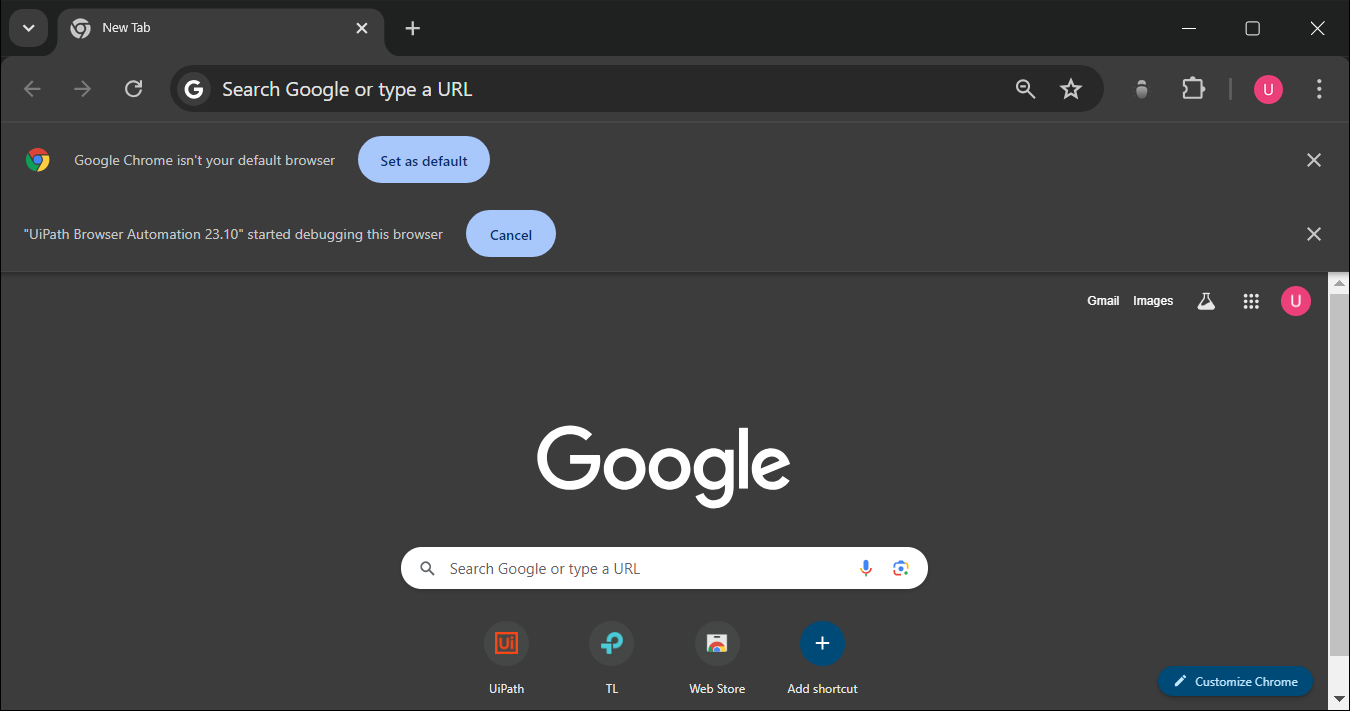 New Tab
Search Google or type a URL
U
Google Chrome isn't your default browser
Set as default
"UiPath Browser Automation 23.10" started debugging this browser
Cancel
Gmail Images
U
Google
Search Google or type a URL
Ui
UiPath TL Web Store Add shortcut
Customize Chrome